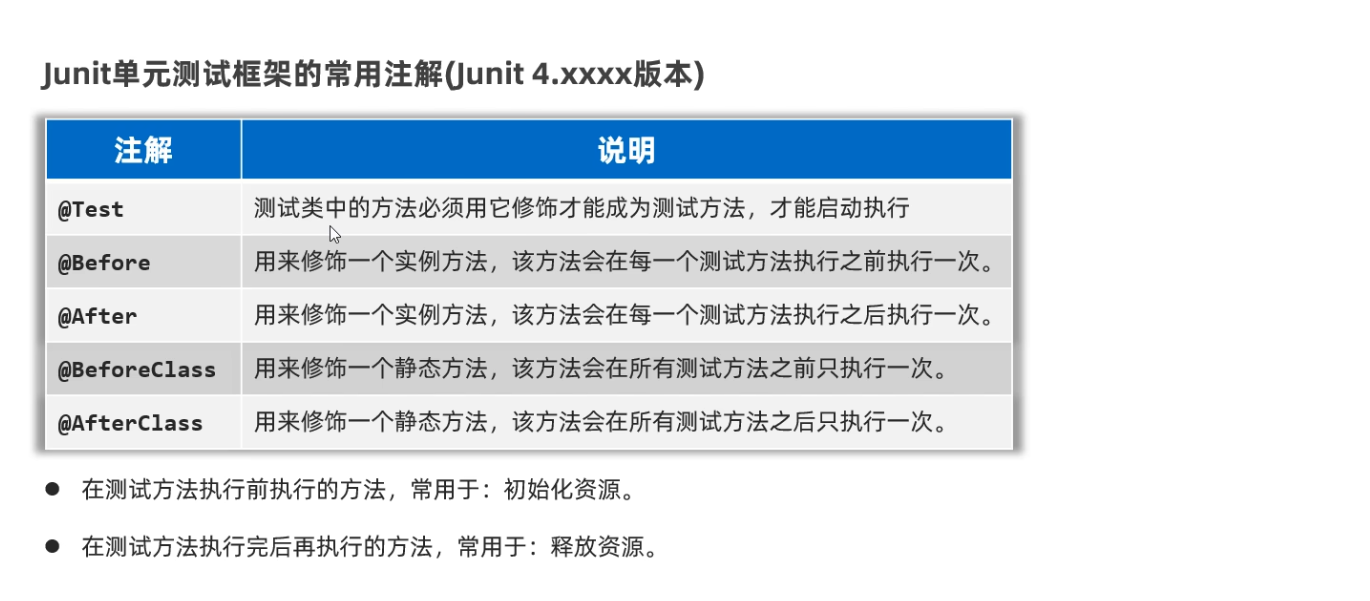 Junit单元测试框架的常用注解(Junit 4.xxxx版本)
注解 说明
@Test 测试类中的方法必须用它修饰才能成为测试方法，才能启动执行
@Before 用来修饰一个实例方法，该方法会在每一个测试方法执行之前执行一次。
@After 用来修饰一个实例方法，该方法会在每一个测试方法执行之后执行一次。
@BeforeClass 用来修饰一个静态方法，该方法会在所有测试方法之前只执行一次。
@AfterClass 用来修饰一个静态方法，该方法会在所有测试方法之后只执行一次。
● 在测试方法执行前执行的方法，常用于：初始化资源。
● 在测试方法执行完后再执行的方法，常用于：释放资源。